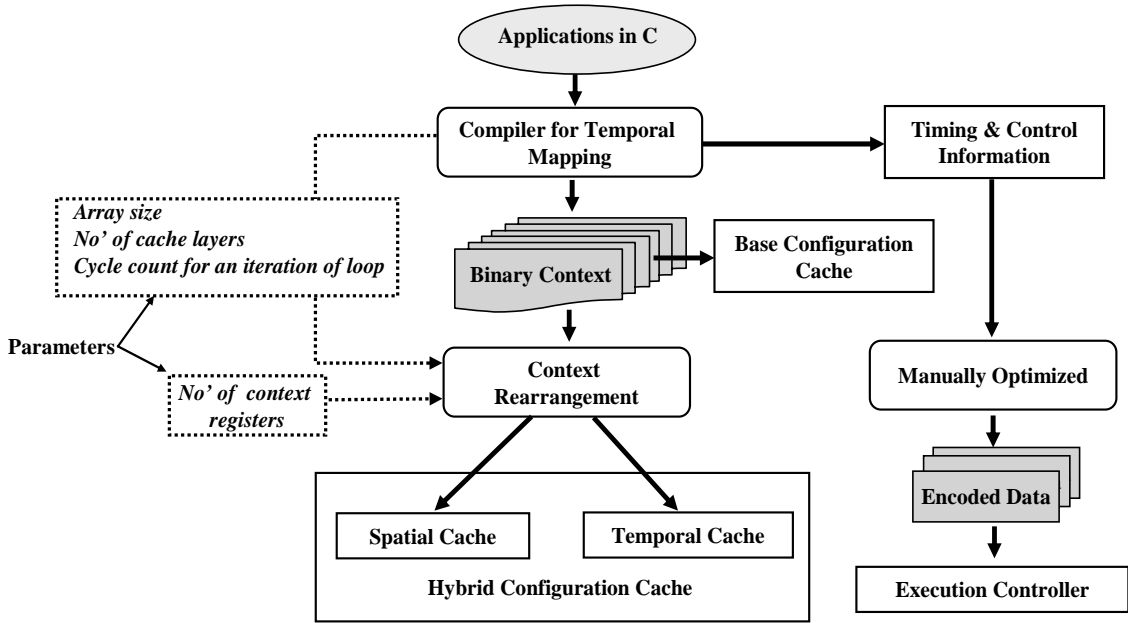 Applications in C
Compiler for Temporal
Mapping
Timing & Control
Information
Array size
No’ of cache layers
Cycle count for an iteration of loop
Binary Context
Base Configuration
Cache
Parameters
No’ of context
registers
Context
Rearrangement
Manually Optimized
Encoded Data
Spatial Cache
Temporal Cache
Hybrid Configuration Cache
Execution Controller